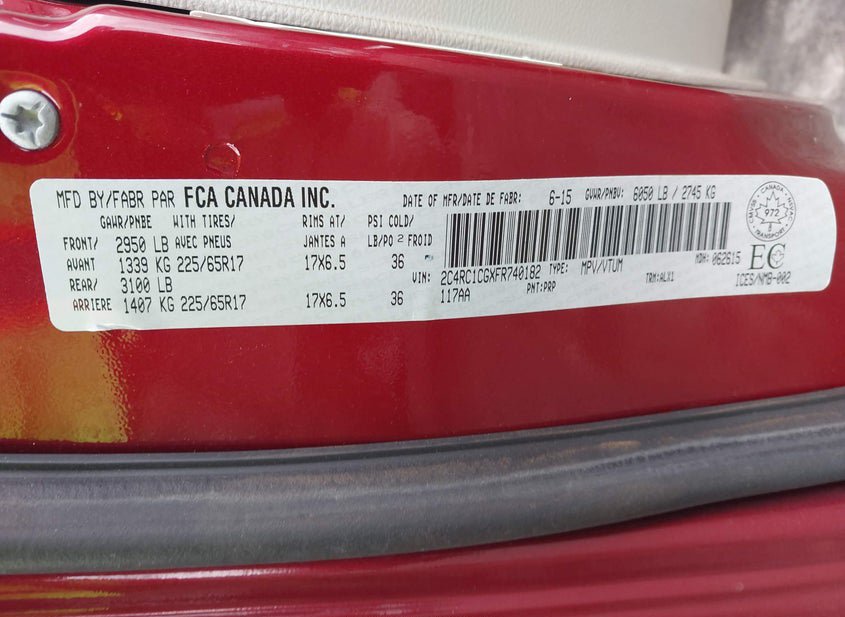 MFD BY/FABR PAR FCA CANADA INC. DATE OF MFR/DATE DE FABR: 6-15 GVWR/PNBV: 6050 LB / 2745 KG
GAWR/PNBE WITH TIRES/ RIMS AT/ PSI COLD/
FRONT/ 2950 LB AVEC PNEUS JANTES A LB/PO 2 FROID
AVANT 1339 KG 225/65R17 17X6.5 36
REAR/ 3100 LB
ARRIERE 1407 KG 225/65R17 17X6.5 36
VIN: 2C4RC1CGXFR740182 TYPE: MPV/VTUM MDH: 062615
117AA PNT:PRP TRM:ALX1 ICES/NMB-002
CANADA
CMVSS NSVAC
972
TRANSPORT
EC